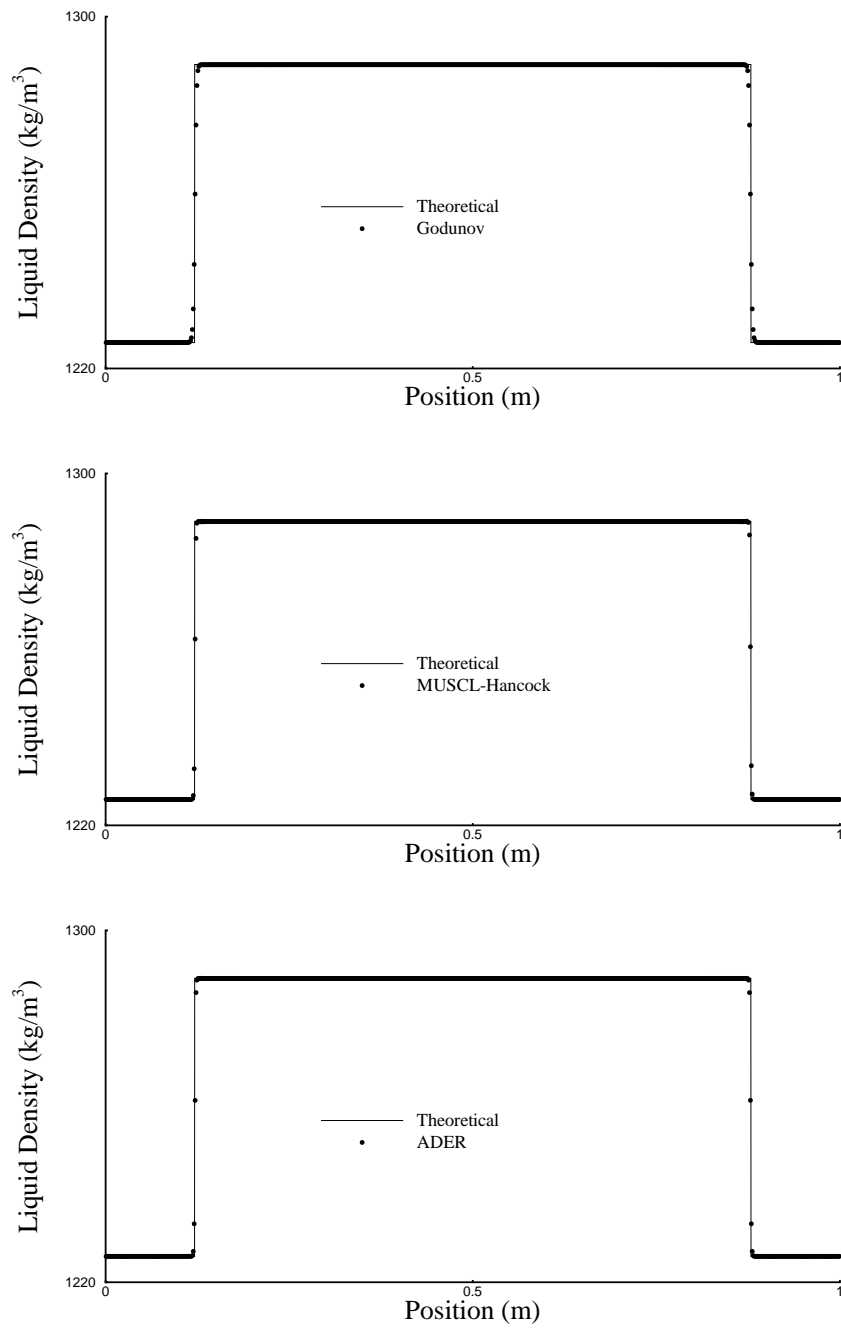 1300
Liquid Density (kg/m³)
Theoretical
Godunov
1220
0 0.5 1
Position (m)
1300
Liquid Density (kg/m³)
Theoretical
MUSCL-Hancock
1220
0 0.5 1
Position (m)
1300
Liquid Density (kg/m³)
Theoretical
ADER
1220
0 0.5 1
Position (m)